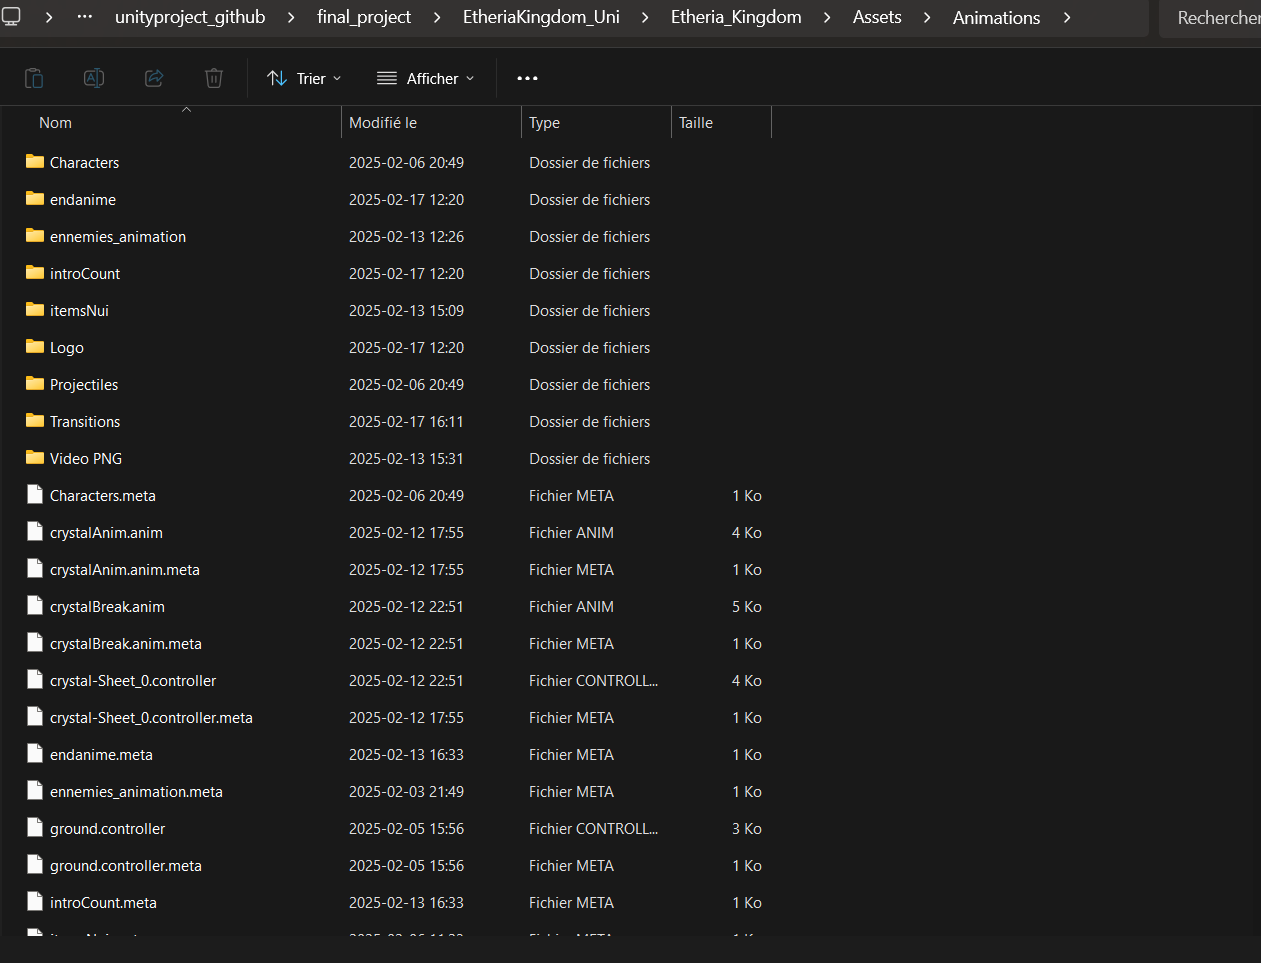 unityproject_github > final_project > EtheriaKingdom_Uni > Etheria_Kingdom > Assets > Animations >
Trier Afficher
Nom Modifié le Type Taille
Characters 2025-02-06 20:49 Dossier de fichiers
endanime 2025-02-17 12:20 Dossier de fichiers
ennemies_animation 2025-02-13 12:26 Dossier de fichiers
introCount 2025-02-17 12:20 Dossier de fichiers
itemsNui 2025-02-13 15:09 Dossier de fichiers
Logo 2025-02-17 12:20 Dossier de fichiers
Projectiles 2025-02-06 20:49 Dossier de fichiers
Transitions 2025-02-17 16:11 Dossier de fichiers
Video PNG 2025-02-13 15:31 Dossier de fichiers
Characters.meta 2025-02-06 20:49 Fichier META 1 Ko
crystalAnim.anim 2025-02-12 17:55 Fichier ANIM 4 Ko
crystalAnim.anim.meta 2025-02-12 17:55 Fichier META 1 Ko
crystalBreak.anim 2025-02-12 22:51 Fichier ANIM 5 Ko
crystalBreak.anim.meta 2025-02-12 22:51 Fichier META 1 Ko
crystal-Sheet_0.controller 2025-02-12 22:51 Fichier CONTROLL... 4 Ko
crystal-Sheet_0.controller.meta 2025-02-12 17:55 Fichier META 1 Ko
endanime.meta 2025-02-13 16:33 Fichier META 1 Ko
ennemies_animation.meta 2025-02-03 21:49 Fichier META 1 Ko
ground.controller 2025-02-05 15:56 Fichier CONTROLL... 3 Ko
ground.controller.meta 2025-02-05 15:56 Fichier META 1 Ko
introCount.meta 2025-02-13 16:33 Fichier META 1 Ko